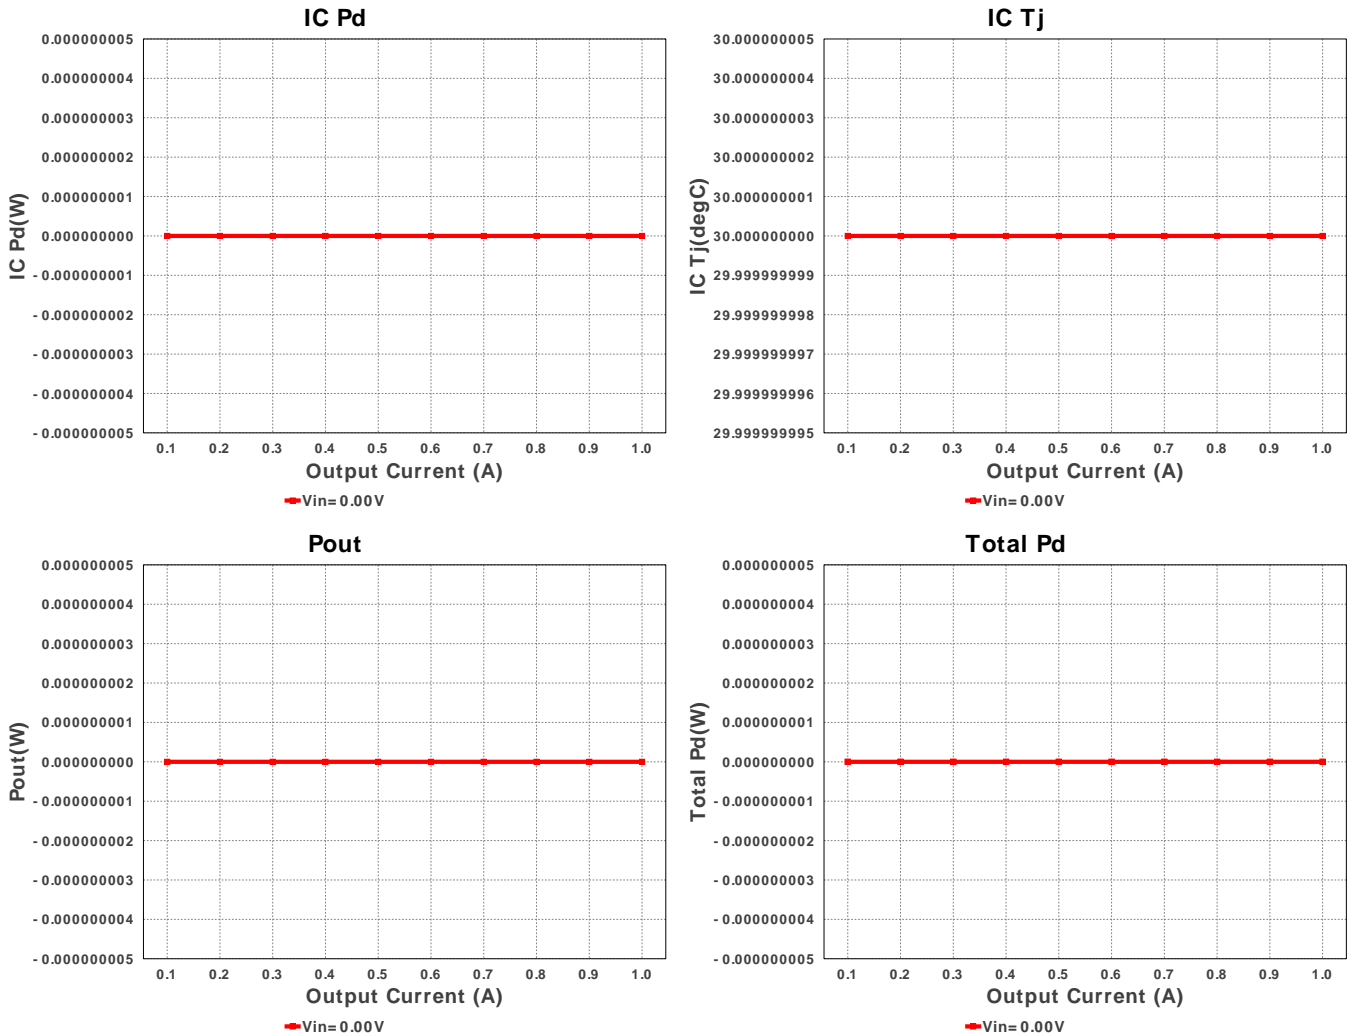 IC Pd
0.000000005
0.000000004
0.000000003
0.000000002
0.000000001
0.000000000
-0.000000001
-0.000000002
-0.000000003
-0.000000004
-0.000000005
IC Pd(W)
0.1 0.2 0.3 0.4 0.5 0.6 0.7 0.8 0.9 1.0
Output Current (A)
Vin=0.00V
IC Tj
30.000000005
30.000000004
30.000000003
30.000000002
30.000000001
30.000000000
29.999999999
29.999999998
29.999999997
29.999999996
29.999999995
IC Tj(degC)
0.1 0.2 0.3 0.4 0.5 0.6 0.7 0.8 0.9 1.0
Output Current (A)
Vin=0.00V
Pout
0.000000005
0.000000004
0.000000003
0.000000002
0.000000001
0.000000000
-0.000000001
-0.000000002
-0.000000003
-0.000000004
-0.000000005
Pout(W)
0.1 0.2 0.3 0.4 0.5 0.6 0.7 0.8 0.9 1.0
Output Current (A)
Vin=0.00V
Total Pd
0.000000005
0.000000004
0.000000003
0.000000002
0.000000001
0.000000000
-0.000000001
-0.000000002
-0.000000003
-0.000000004
-0.000000005
Total Pd(W)
0.1 0.2 0.3 0.4 0.5 0.6 0.7 0.8 0.9 1.0
Output Current (A)
Vin=0.00V